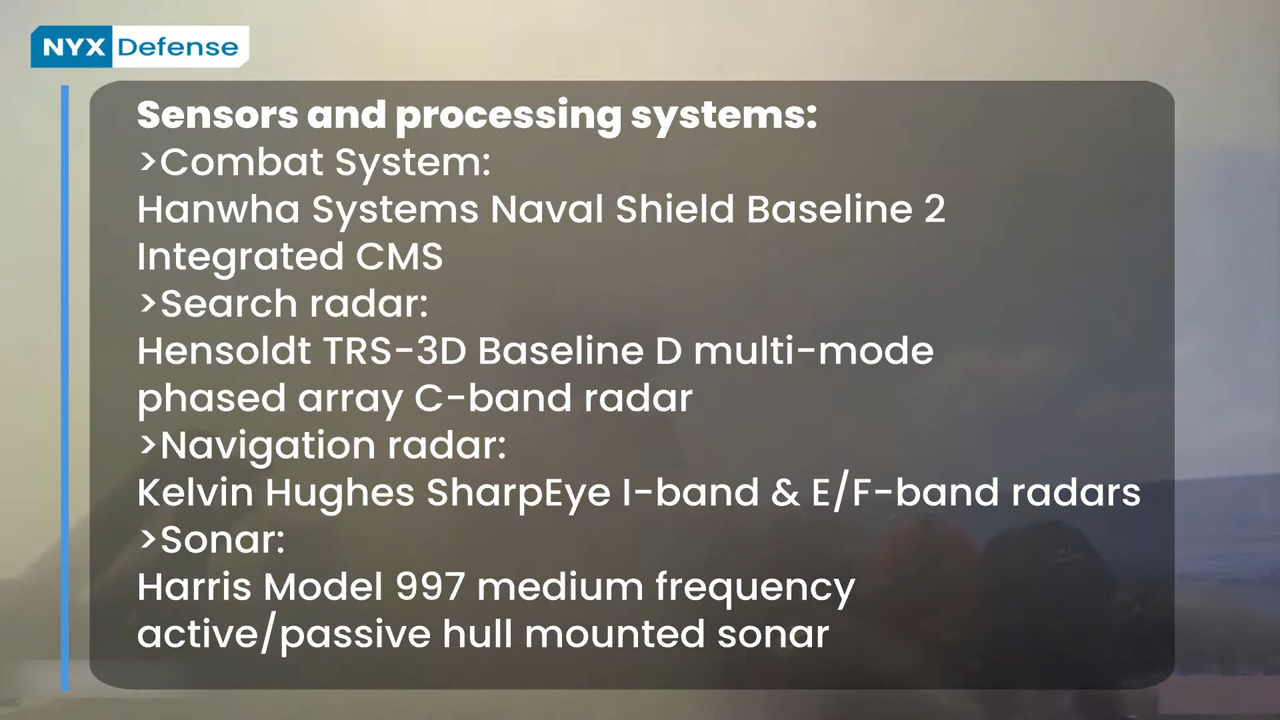 NYX Defense
Sensors and processing systems:
>Combat System:
Hanwha Systems Naval Shield Baseline 2
Integrated CMS
>Search radar:
Hensoldt TRS-3D Baseline D multi-mode
phased array C-band radar
>Navigation radar:
Kelvin Hughes SharpEye I-band & E/F-band radars
>Sonar:
Harris Model 997 medium frequency
active/passive hull mounted sonar